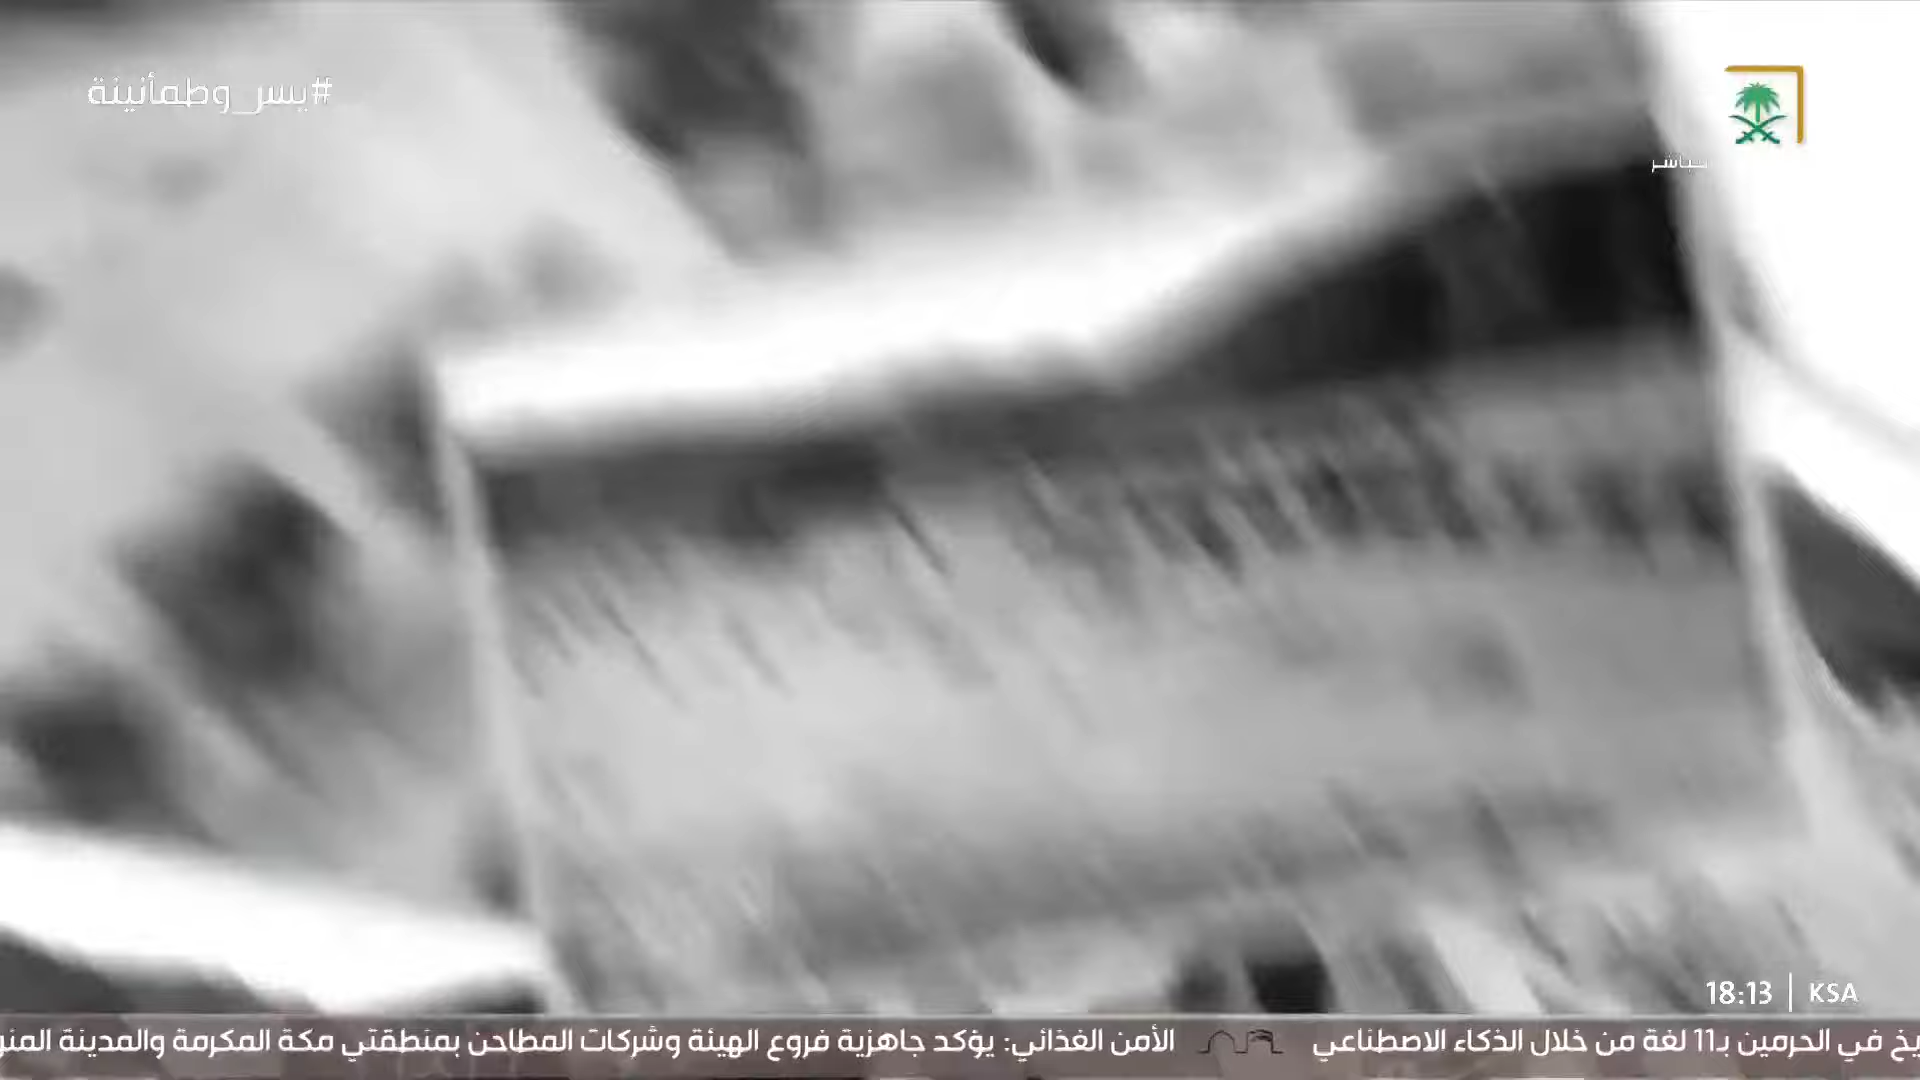 #يسر_وطمأنينة
مباشر
18:13 | KSA
يخ في الحرمين بـ11 لغة من خلال الذكاء الاصطناعي
الأمن الغذائي: يؤكد جاهزية فروع الهيئة وشركات المطاحن بمنطقتي مكة المكرمة والمدينة المنو